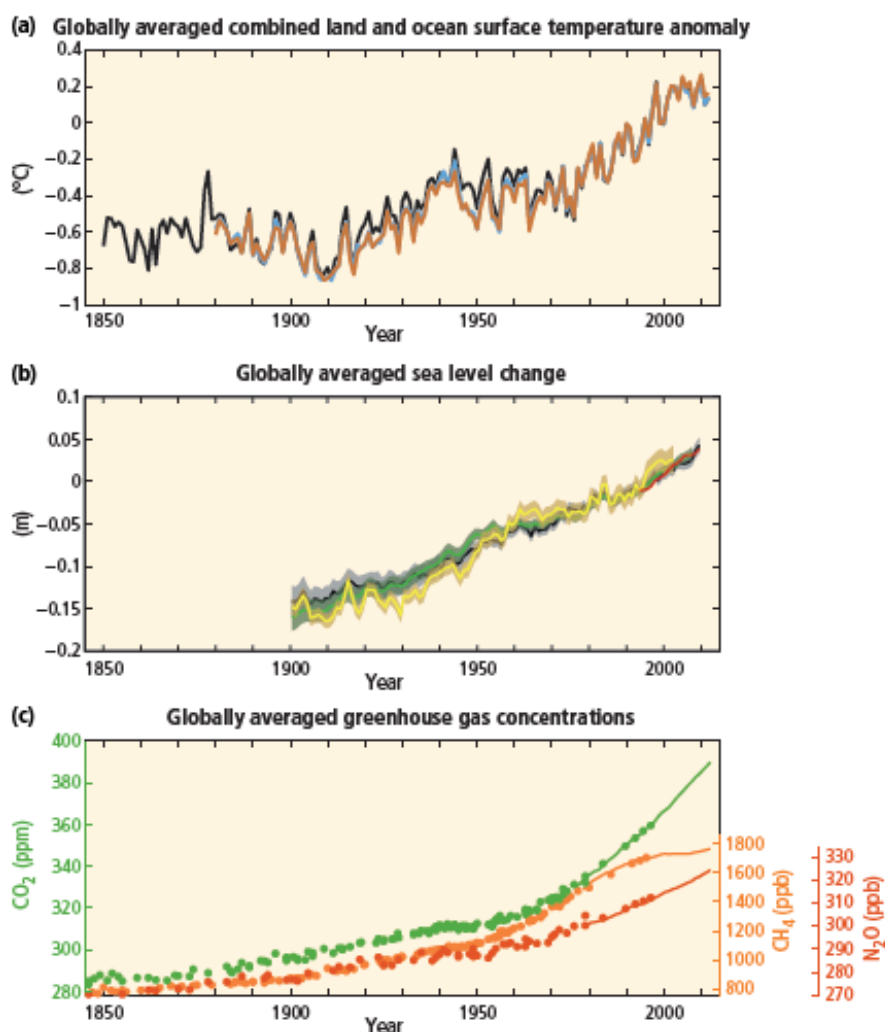 (a) Globally averaged combined land and ocean surface temperature anomaly
0.4
0.2
0
−0.2
−0.4
−0.6
−0.8
−1
(°C)
1850 1900 1950 2000
Year
(b) Globally averaged sea level change
0.1
0.05
0
−0.05
−0.1
−0.15
−0.2
(m)
1850 1900 1950 2000
Year
(c) Globally averaged greenhouse gas concentrations
400
380
360
340
320
300
280
CO₂ (ppm)
1800
1600
1400
1200
1000
800
CH₄ (ppb)
330
320
310
300
290
280
270
N₂O (ppb)
1850 1900 1950 2000
Year